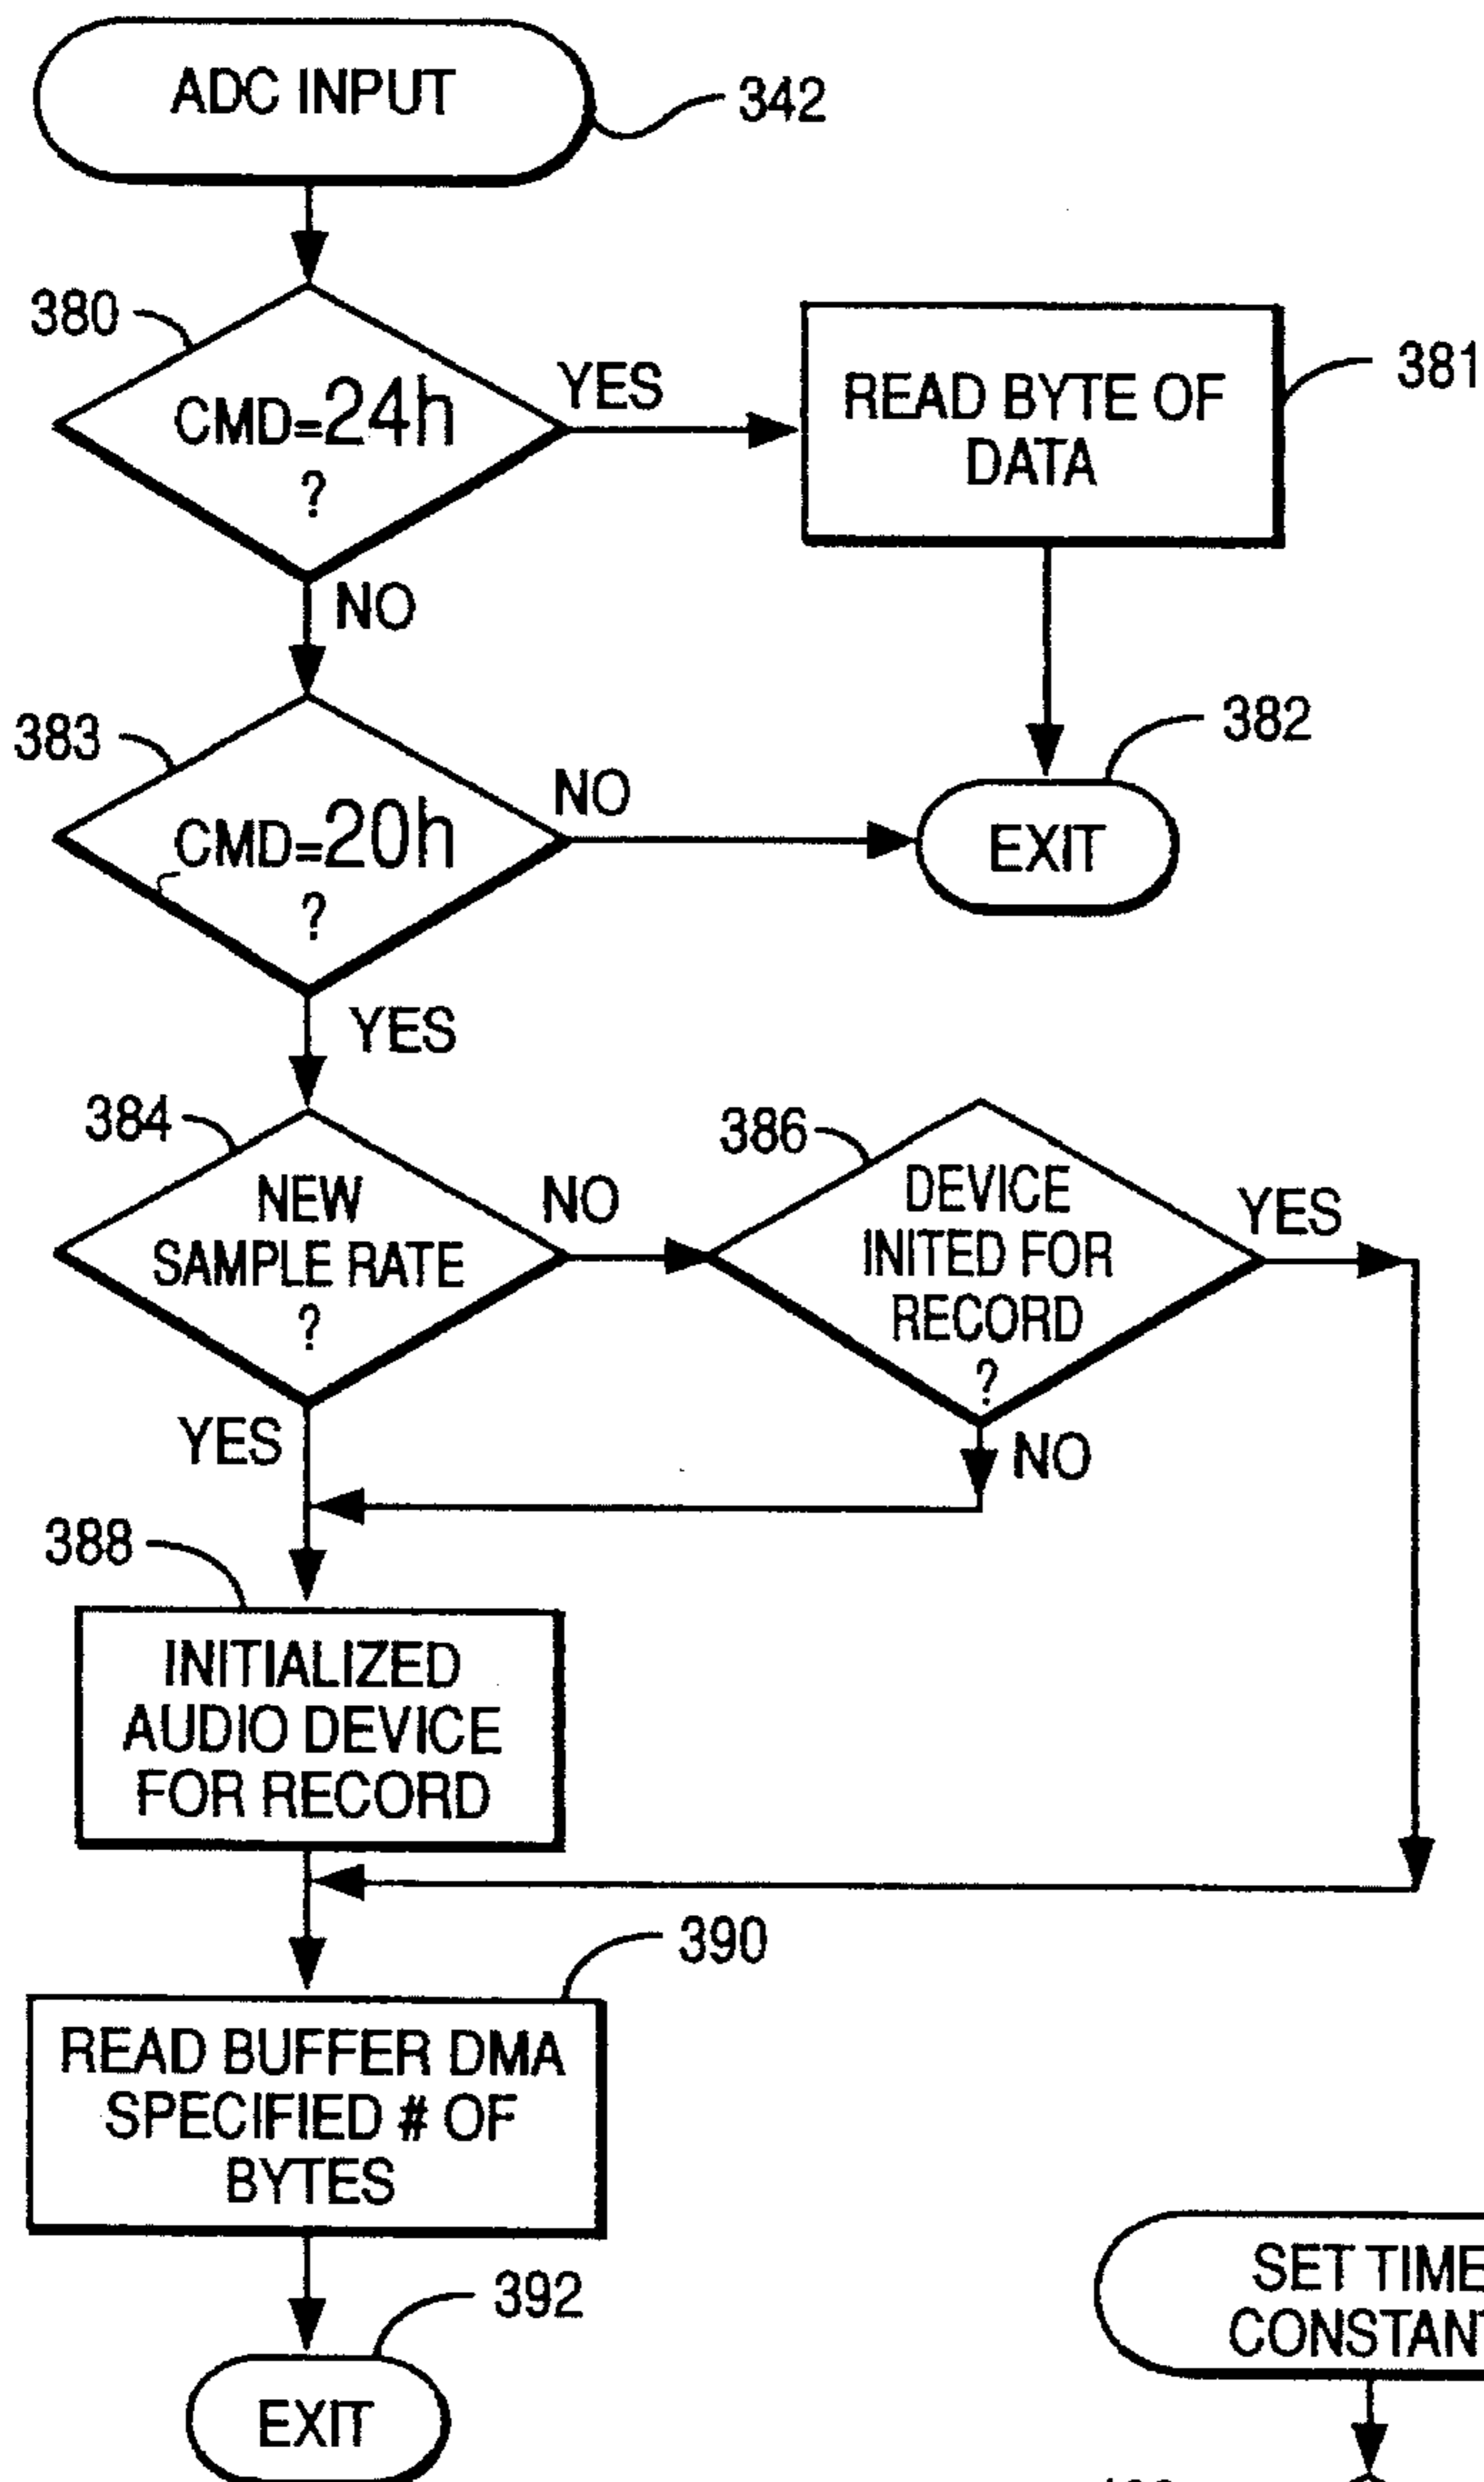 ADC INPUT
342
380
CMD=24h
?
YES
READ BYTE OF
DATA
381
NO
383
CMD=20h
?
NO
382
EXIT
YES
384
NEW
SAMPLE RATE
?
NO
386
DEVICE
INITED FOR
RECORD
?
YES
YES
NO
388
INITIALIZED
AUDIO DEVICE
FOR RECORD
390
READ BUFFER DMA
SPECIFIED # OF
BYTES
392
EXIT
SET TIME
CONSTANT